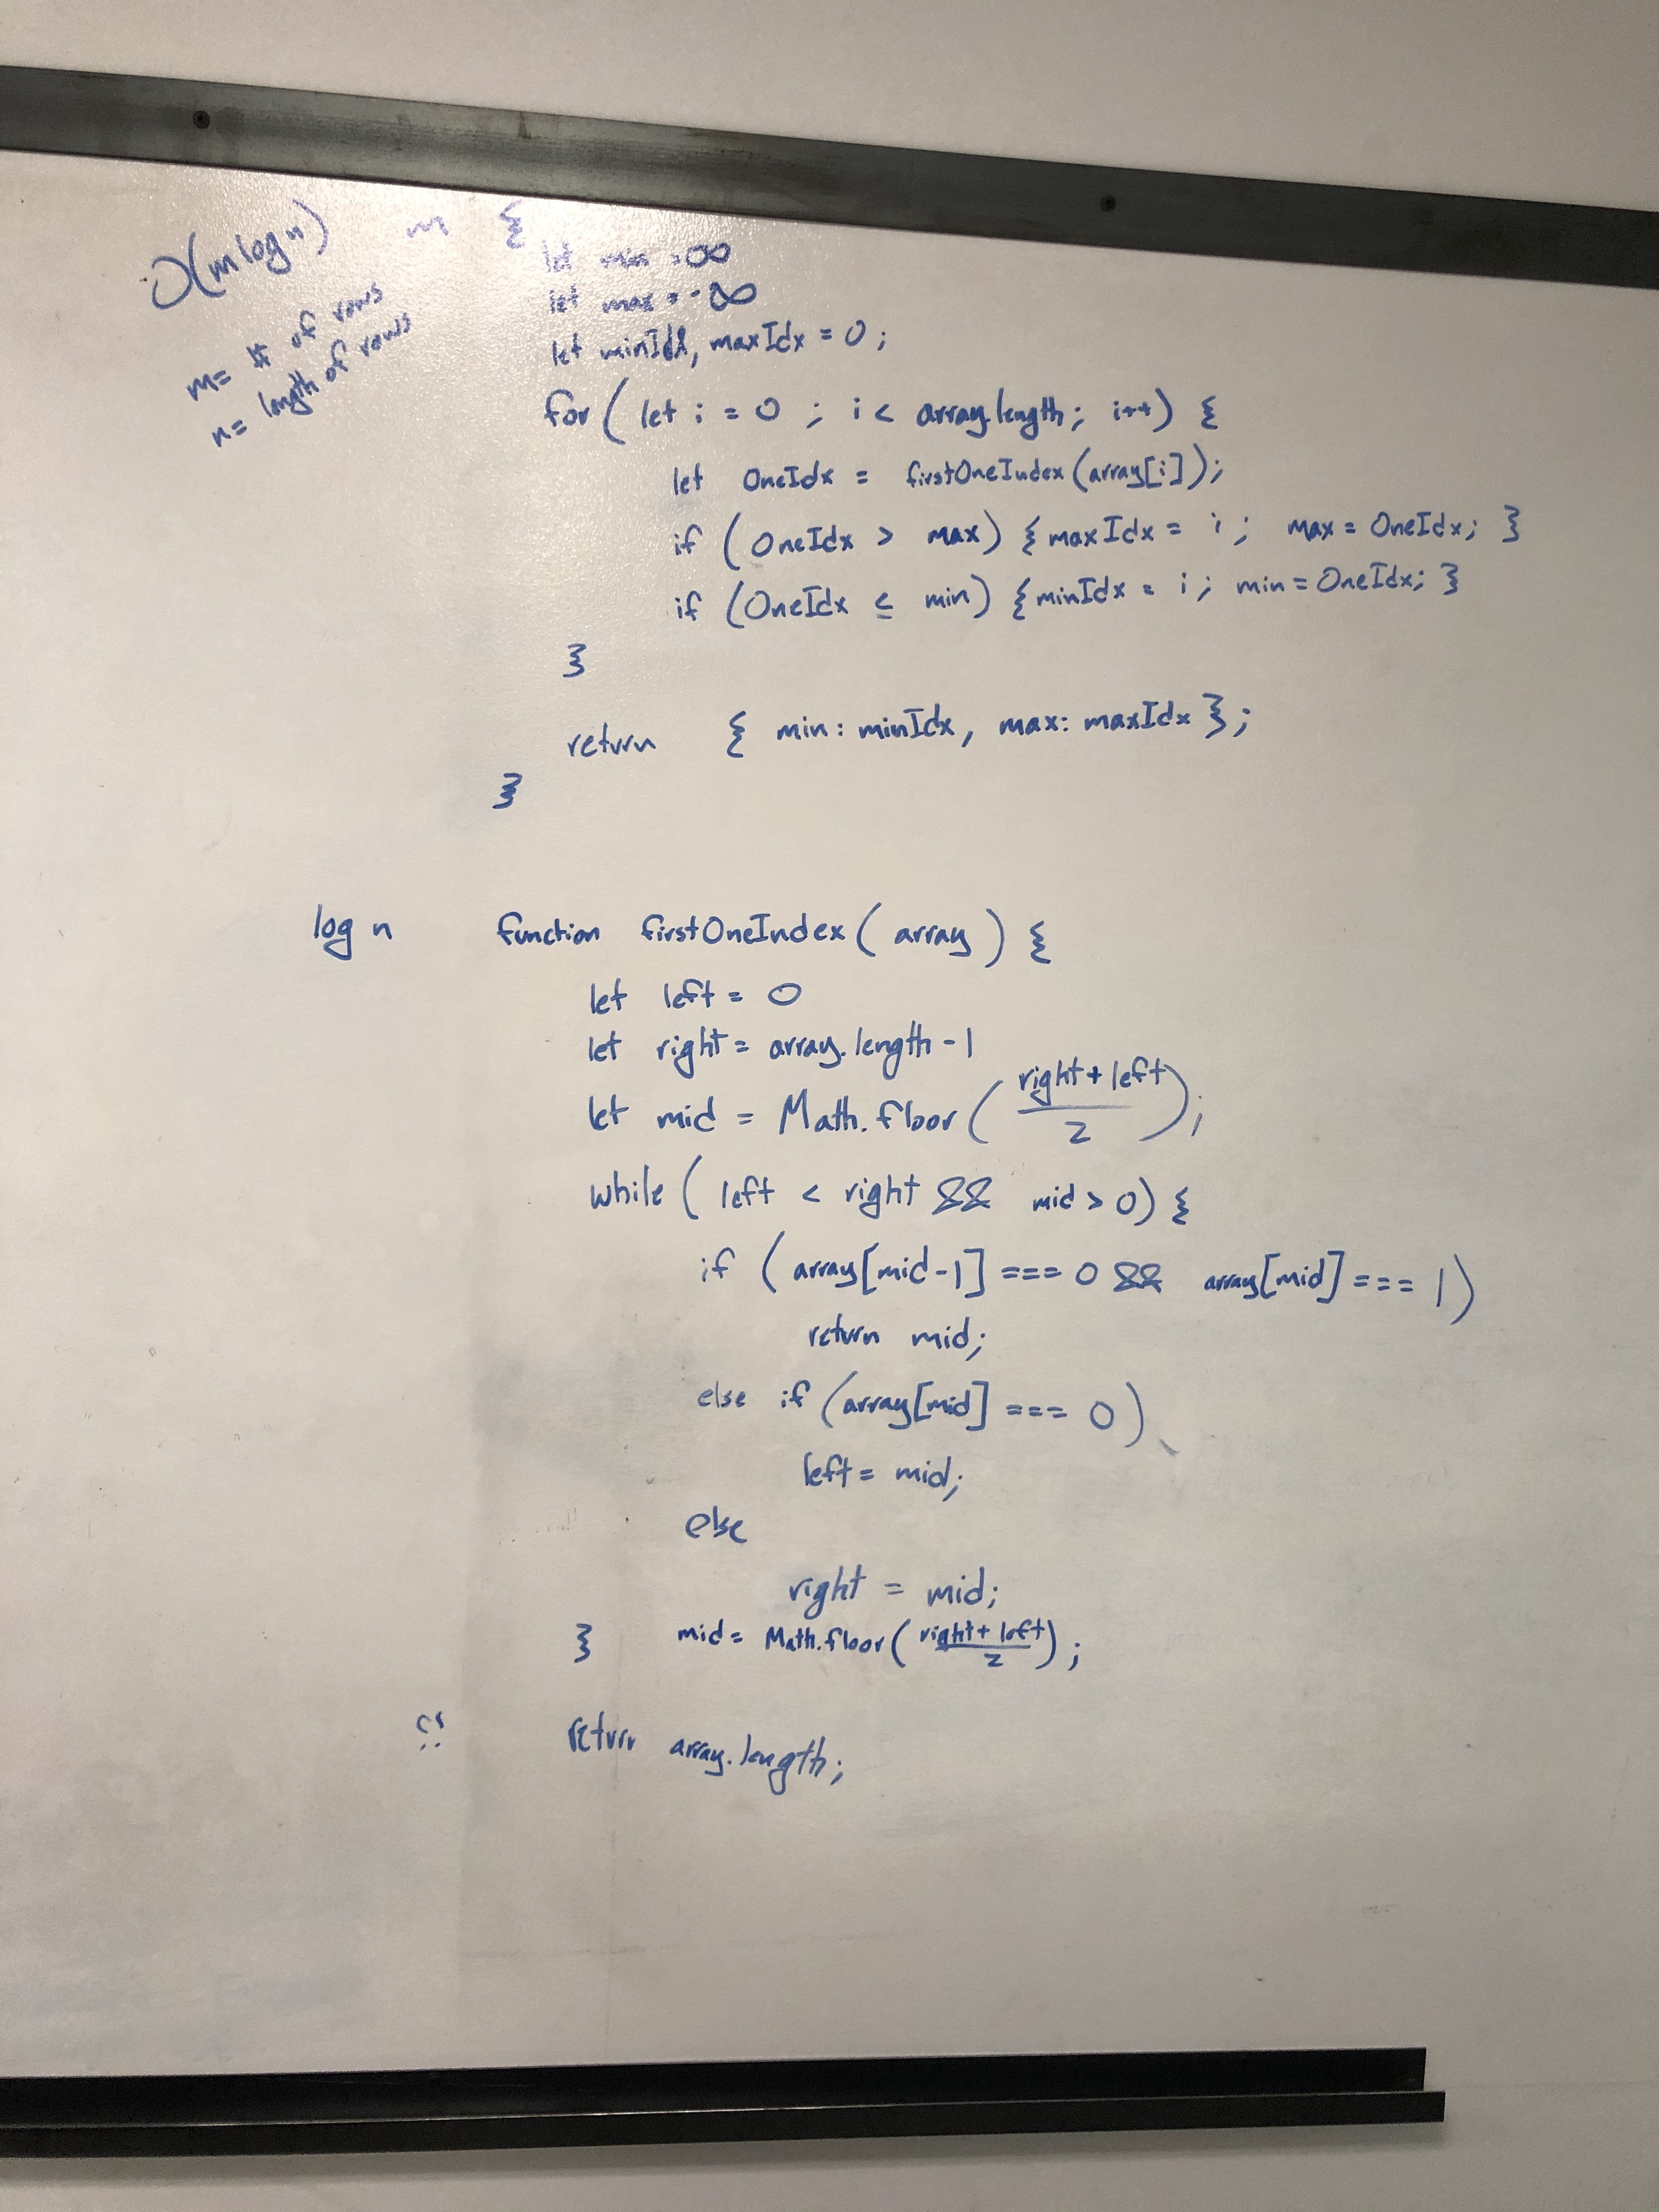 O(m log n)
m = # of rows
n = length of rows
m {
let min = ∞
let max = -∞
let minIdx, maxIdx = 0;
for ( let i = 0 ; i < array.length; i++) {
let OneIdx = firstOneIndex(array[i]);
if ( OneIdx > max) { maxIdx = i ; max = OneIdx; }
if (OneIdx ≤ min) { minIdx = i ; min = OneIdx; }
}
return { min: minIdx, max: maxIdx };
}
log n function firstOneIndex ( array ) {
let left = 0
let right = array.length - 1
let mid = Math.floor ( right + left / 2 );
while ( left < right && mid > 0) {
if ( array[mid-1] === 0 && array[mid] === 1 )
return mid;
else if (array[mid] === 0 )
left = mid;
else
right = mid;
} mid = Math.floor ( right + left / 2 );
return array.length;